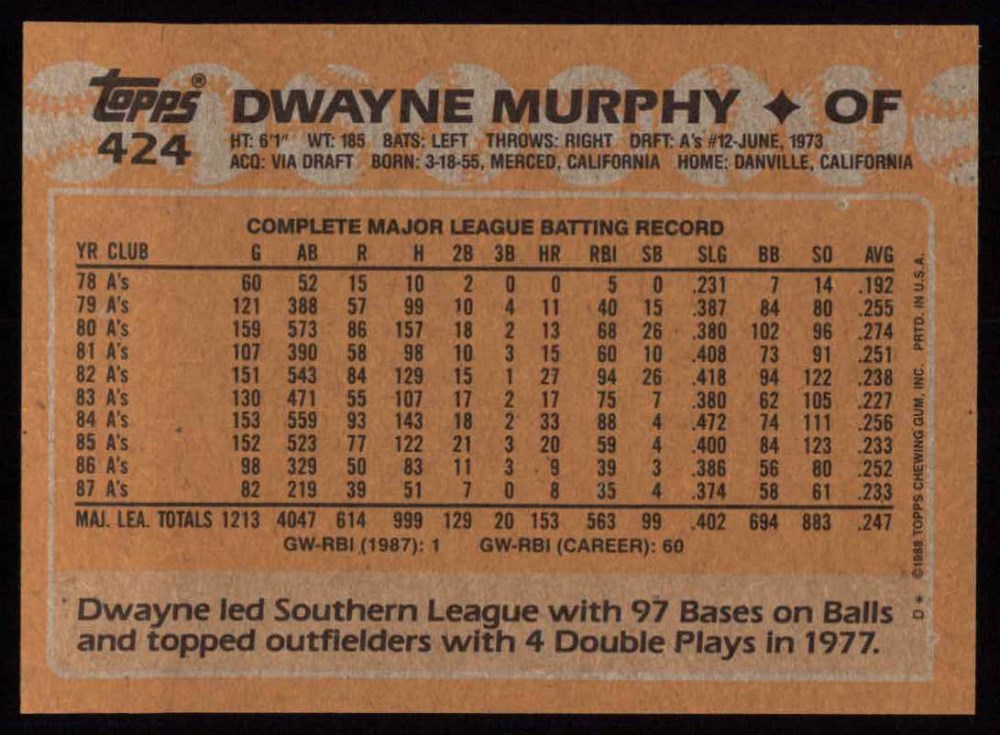 topps® DWAYNE MURPHY ♦ OF
424 HT: 6'1" WT: 185 BATS: LEFT THROWS: RIGHT DRFT: A's #12-JUNE, 1973
ACQ: VIA DRAFT BORN: 3-18-55, MERCED, CALIFORNIA HOME: DANVILLE, CALIFORNIA
COMPLETE MAJOR LEAGUE BATTING RECORD
YR CLUB G AB R H 2B 3B HR RBI SB SLG BB SO AVG
78 A's 60 52 15 10 2 0 0 5 0 .231 7 14 .192
79 A's 121 388 57 99 10 4 11 40 15 .387 84 80 .255
80 A's 159 573 86 157 18 2 13 68 26 .380 102 96 .274
81 A's 107 390 58 98 10 3 15 60 10 .408 73 91 .251
82 A's 151 543 84 129 15 1 27 94 26 .418 94 122 .238
83 A's 130 471 55 107 17 2 17 75 7 .380 62 105 .227
84 A's 153 559 93 143 18 2 33 88 4 .472 74 111 .256
85 A's 152 523 77 122 21 3 20 59 4 .400 84 123 .233
86 A's 98 329 50 83 11 3 9 39 3 .386 56 80 .252
87 A's 82 219 39 51 7 0 8 35 4 .374 58 61 .233
MAJ. LEA. TOTALS 1213 4047 614 999 129 20 153 563 99 .402 694 883 .247
GW-RBI (1987): 1 GW-RBI (CAREER): 60
Dwayne led Southern League with 97 Bases on Balls
and topped outfielders with 4 Double Plays in 1977.
D* ©1988 TOPPS CHEWING GUM, INC. PRTD. IN U.S.A.